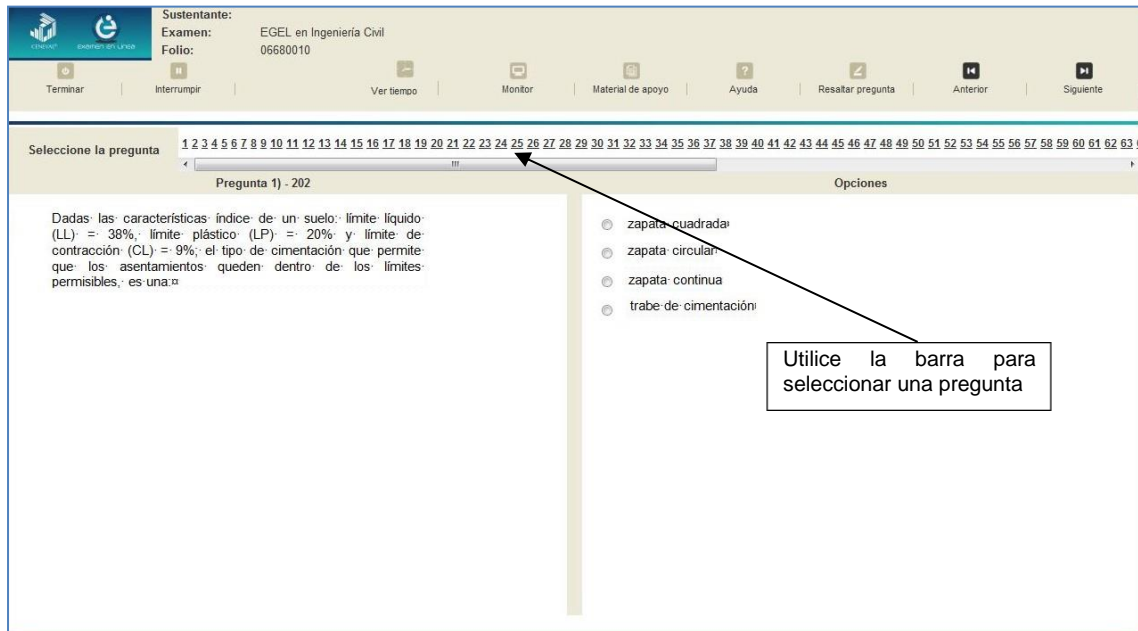 Sustentante:
Examen: EGEL en Ingeniería Civil
Folio: 06680010
CENEVAL® examen en línea
Terminar
Interrumpir
Ver tiempo
Monitor
Material de apoyo
Ayuda
Resaltar pregunta
Anterior
Siguiente
Seleccione la pregunta
1 2 3 4 5 6 7 8 9 10 11 12 13 14 15 16 17 18 19 20 21 22 23 24 25 26 27 28 29 30 31 32 33 34 35 36 37 38 39 40 41 42 43 44 45 46 47 48 49 50 51 52 53 54 55 56 57 58 59 60 61 62 63
Pregunta 1) - 202
Opciones
Dadas las características índice de un suelo: límite líquido
(LL) = 38%, límite plástico (LP) = 20% y límite de
contracción (CL) = 9%; el tipo de cimentación que permite
que los asentamientos queden dentro de los límites
permisibles, es una:¤
zapata cuadrada
zapata circular
zapata continua
trabe de cimentación
Utilice la barra para
seleccionar una pregunta